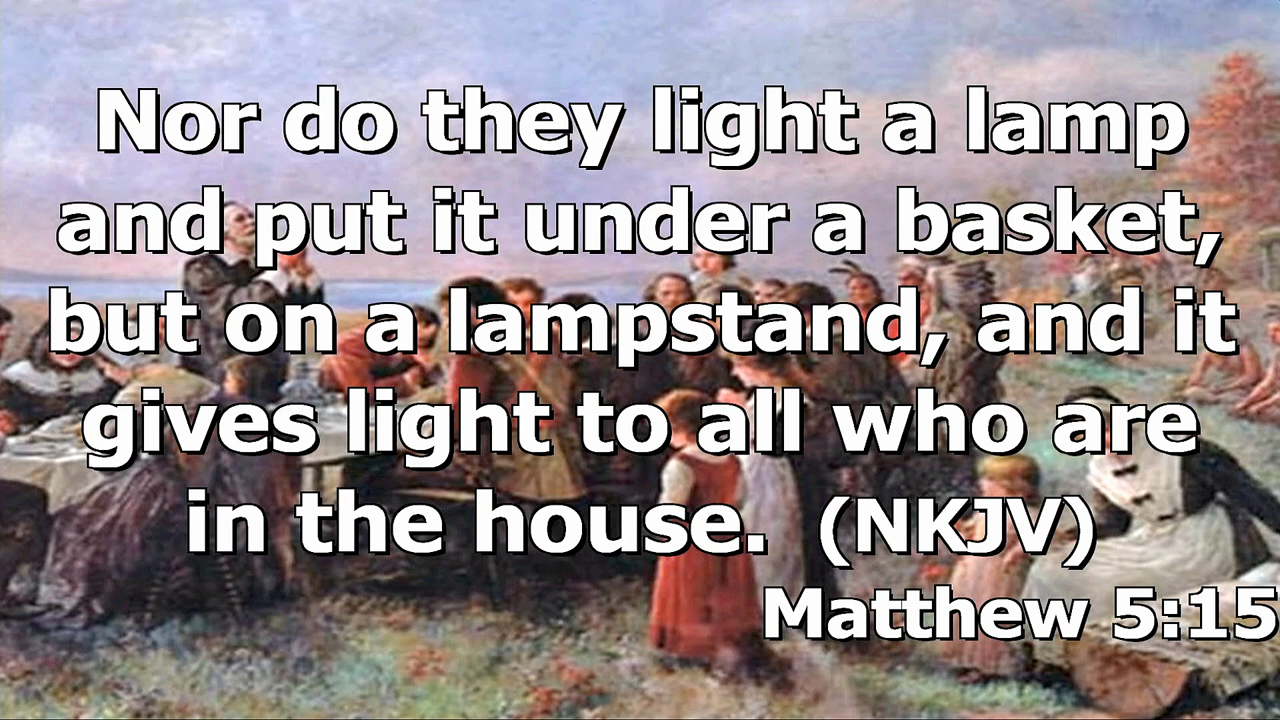 Nor do they light a lamp
and put it under a basket,
but on a lampstand, and it
gives light to all who are
in the house. (NKJV)
Matthew 5:15